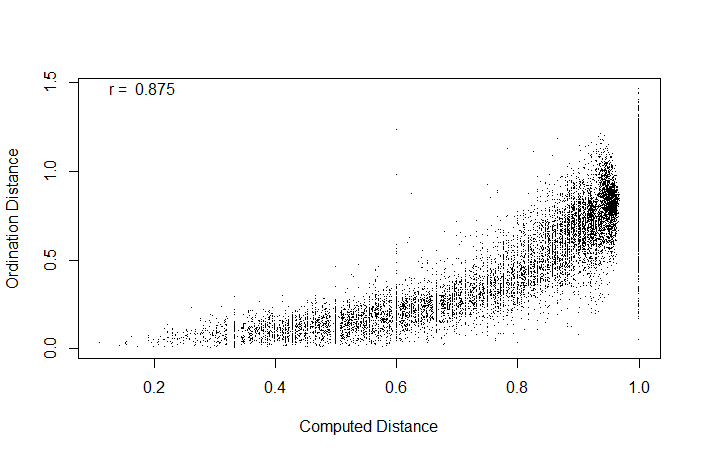 r = 0.875
1.5
1.0
0.5
0.0
Ordination Distance
0.2 0.4 0.6 0.8 1.0
Computed Distance